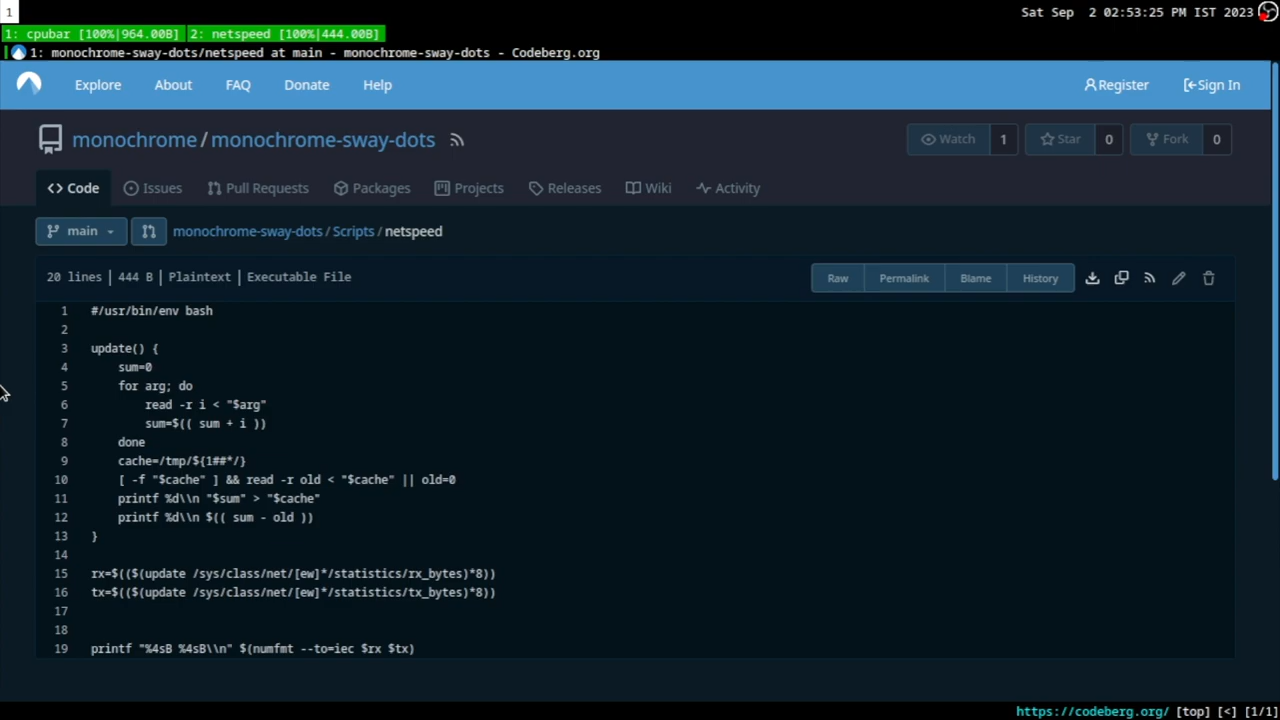 1
Sat Sep  2 02:53:25 PM IST 2023
1: cpubar [100%|964.00B] 2: netspeed [100%|444.00B]
1: monochrome-sway-dots/netspeed at main - monochrome-sway-dots - Codeberg.org
Explore About FAQ Donate Help Register Sign In
monochrome/monochrome-sway-dots Watch 1 Star 0 Fork 0
<> Code Issues Pull Requests Packages Projects Releases Wiki Activity
main monochrome-sway-dots/Scripts/netspeed
20 lines | 444 B | Plaintext | Executable File Raw Permalink Blame History
1 #/usr/bin/env bash
2
3 update() {
4     sum=0
5     for arg; do
6         read -r i < "$arg"
7         sum=$(( sum + i ))
8     done
9     cache=/tmp/${1##*/}
10     [ -f "$cache" ] && read -r old < "$cache" || old=0
11     printf %d\\n "$sum" > "$cache"
12     printf %d\\n $(( sum - old ))
13 }
14
15 rx=$(($(update /sys/class/net/[ew]*/statistics/rx_bytes)*8))
16 tx=$(($(update /sys/class/net/[ew]*/statistics/tx_bytes)*8))
17
18
19 printf "%4sB %4sB\\n" $(numfmt --to=iec $rx $tx)
https://codeberg.org/ [top] [<] [1/1]